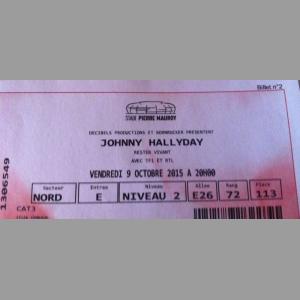 Billet n°2
STADE PIERRE MAUROY
DECIBELS PRODUCTIONS ET NOUS PRESENTENT
JOHNNY HALLYDAY
RESTER VIVANT
AVEC TF1 ET RTL
VENDREDI 9 OCTOBRE 2015 A 20H00
Secteur Entree Niveau Allee Rang Place
NORD E NIVEAU 2 E26 72 113
CAT3
1306549